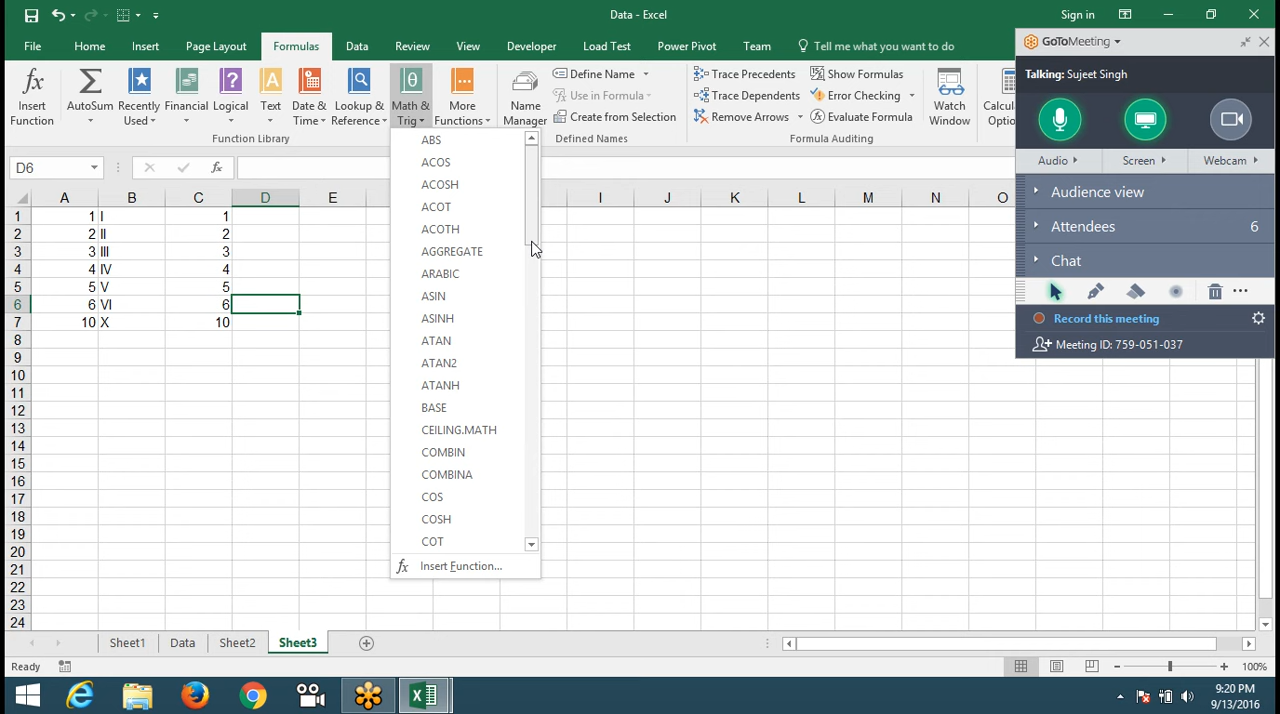 Data - Excel
Sign in
File Home Insert Page Layout Formulas Data Review View Developer Load Test Power Pivot Team Tell me what you want to do
Insert Function
AutoSum
Recently Used
Financial
Logical
Text
Date & Time
Lookup & Reference
Math & Trig
More Functions
Function Library
Name Manager
Define Name
Use in Formula
Create from Selection
Defined Names
Trace Precedents
Trace Dependents
Remove Arrows
Show Formulas
Error Checking
Evaluate Formula
Formula Auditing
Watch Window
D6
fx
A B C D E I J K L M N O
1 1 I 1
2 2 II 2
3 3 III 3
4 4 IV 4
5 5 V 5
6 6 VI 6
7 10 X 10
8
9
10
11
12
13
14
15
16
17
18
19
20
21
22
23
24
ABS
ACOS
ACOSH
ACOT
ACOTH
AGGREGATE
ARABIC
ASIN
ASINH
ATAN
ATAN2
ATANH
BASE
CEILING.MATH
COMBIN
COMBINA
COS
COSH
COT
fx Insert Function...
GoToMeeting
Talking: Sujeet Singh
Audio Screen Webcam
Audience view
Attendees 6
Chat
Record this meeting
Meeting ID: 759-051-037
Sheet1 Data Sheet2 Sheet3
Ready
100%
9:20 PM
9/13/2016